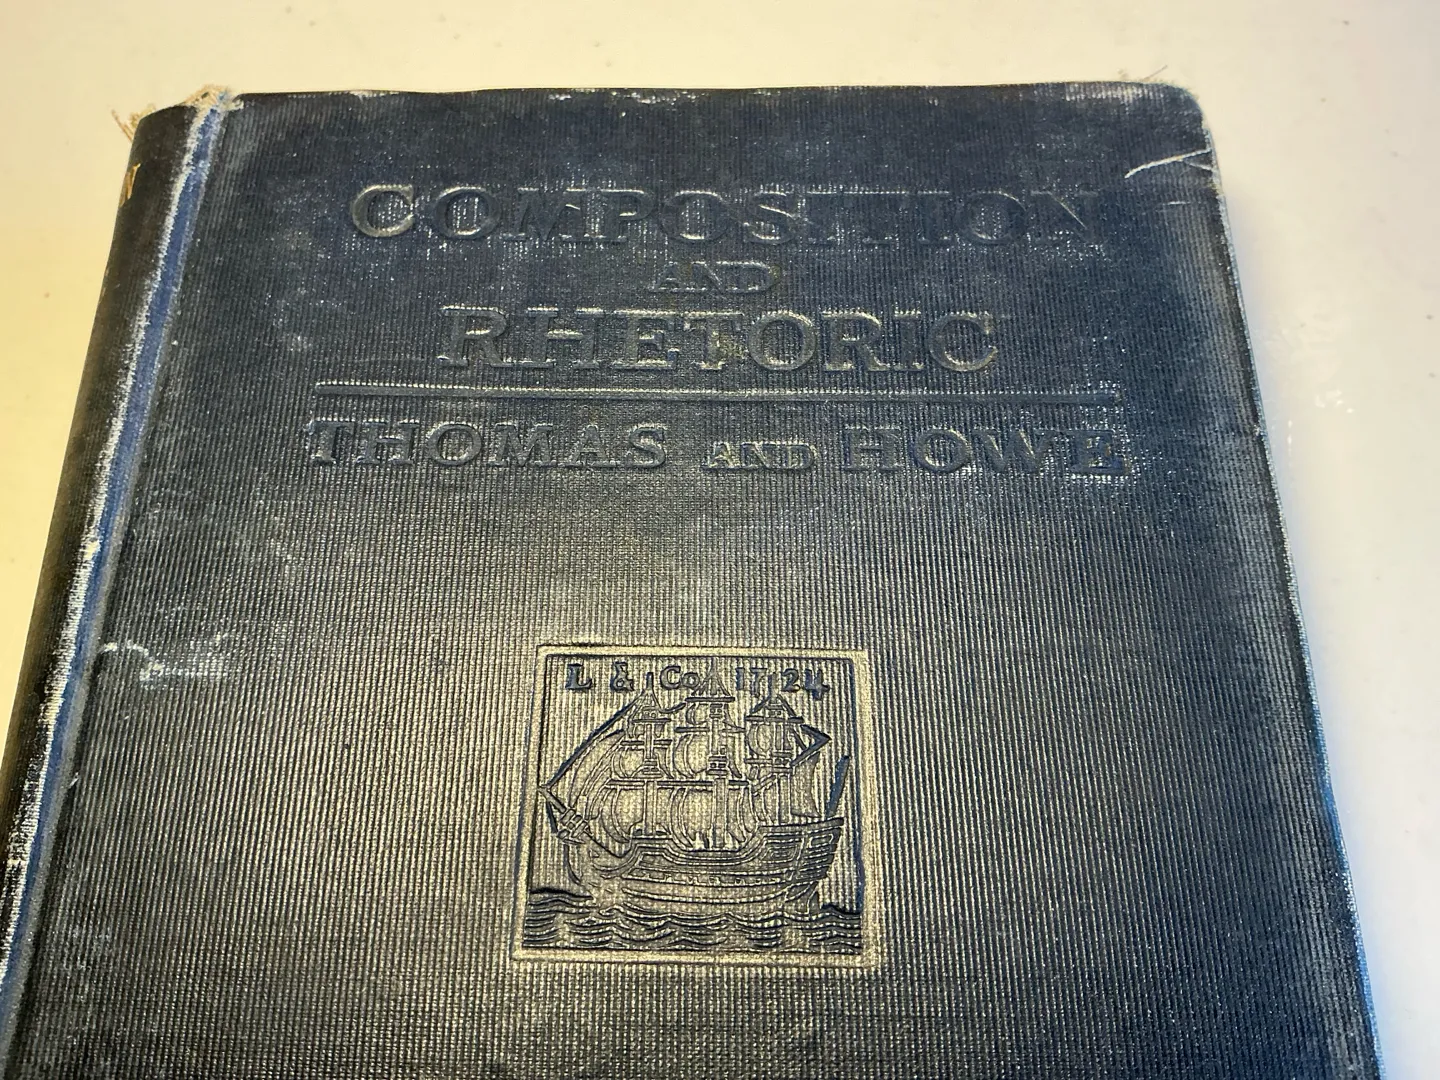 COMPOSITION
AND
RHETORIC
THOMAS AND HOWE
L & Co 1724